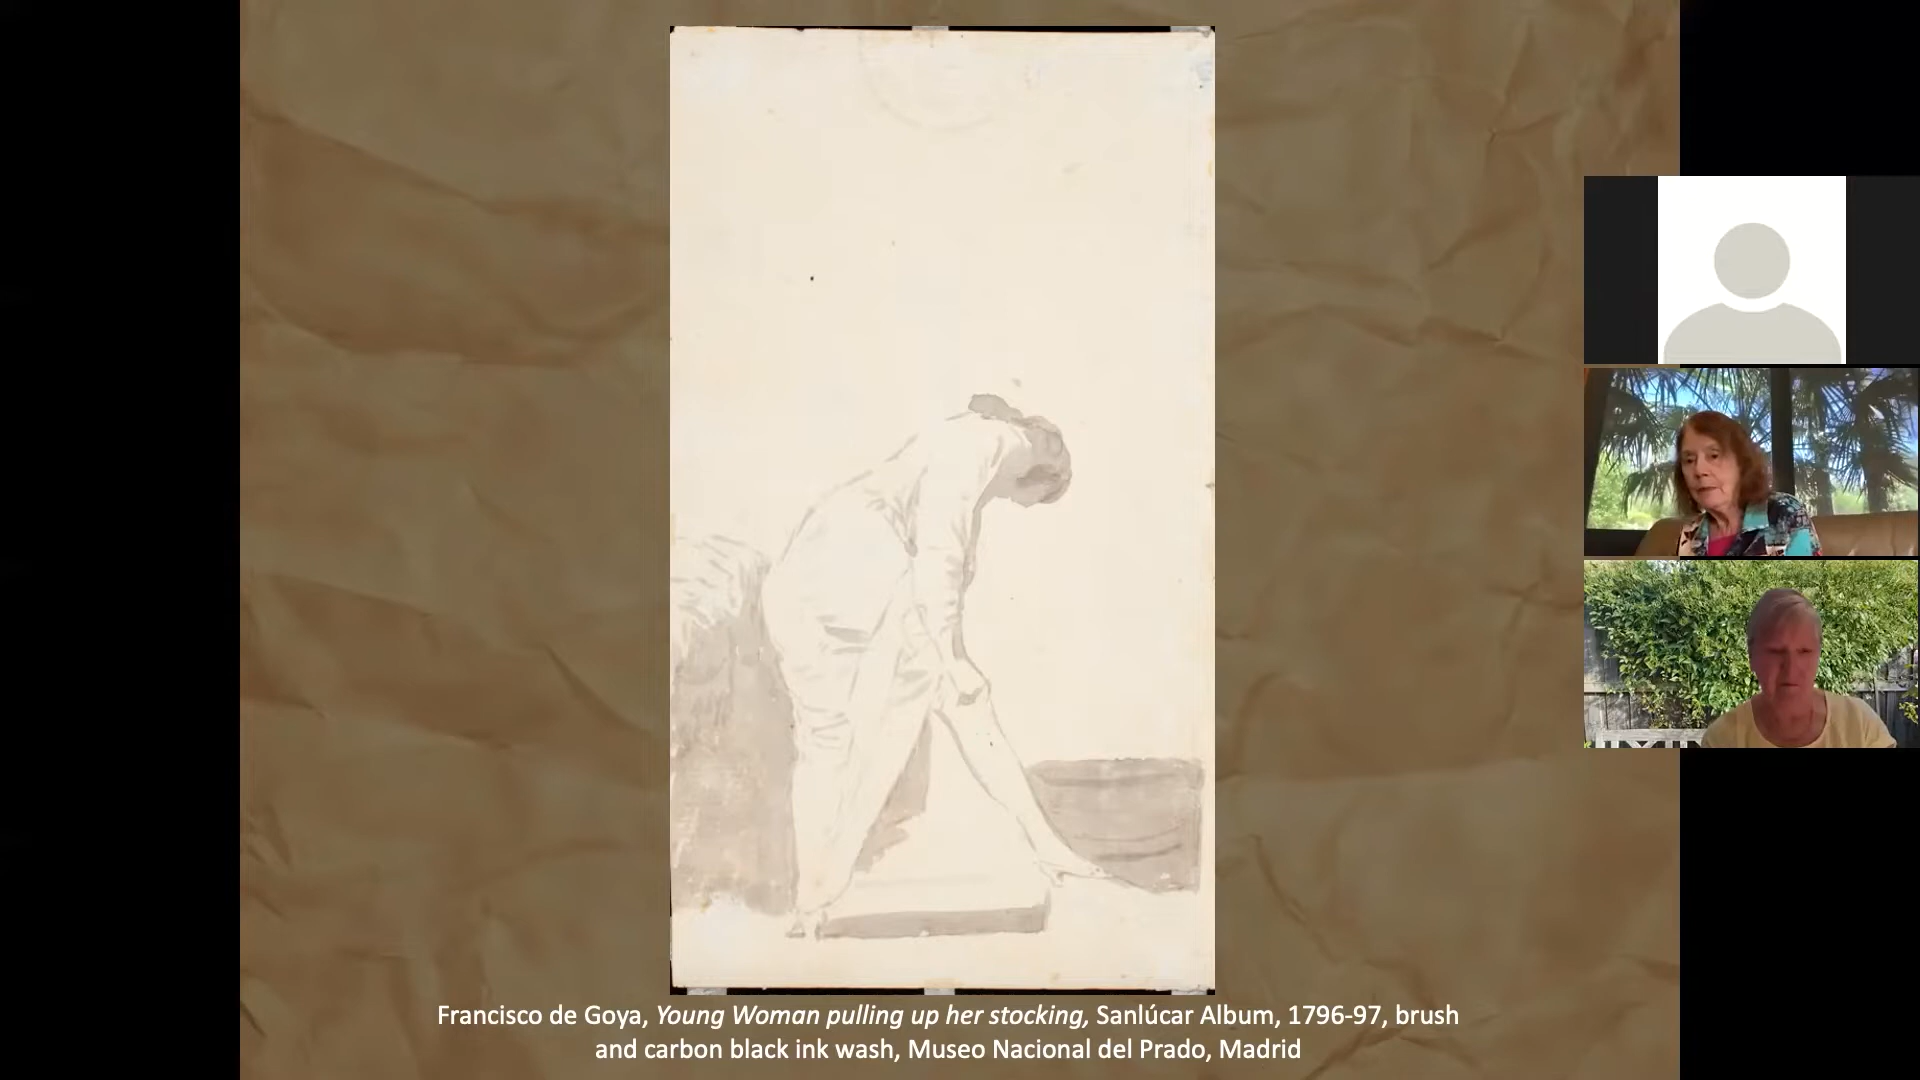 Francisco de Goya, Young Woman pulling up her stocking, Sanlúcar Album, 1796-97, brush
and carbon black ink wash, Museo Nacional del Prado, Madrid